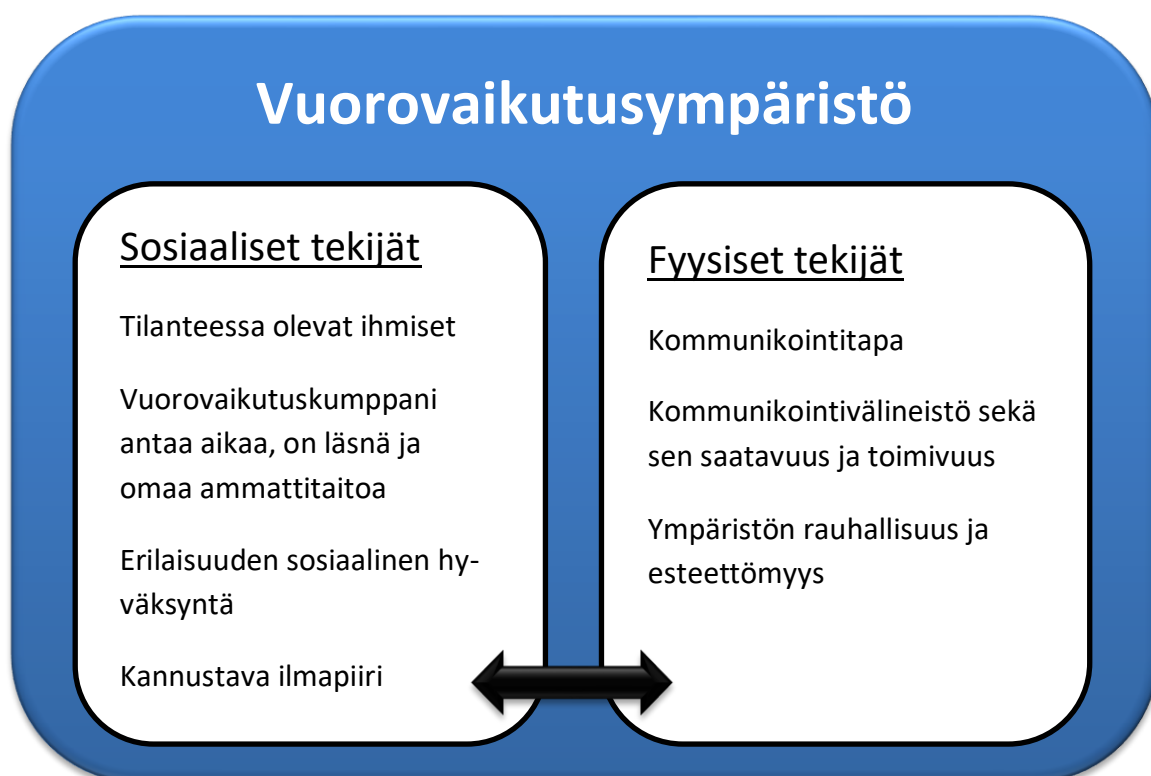 Vuorovaikutusympäristö
Sosiaaliset tekijät
Tilanteessa olevat ihmiset
Vuorovaikutuskumppani
antaa aikaa, on läsnä ja
omaa ammattitaitoa
Erilaisuuden sosiaalinen hy-
väksyntä
Kannustava ilmapiiri
Fyysiset tekijät
Kommunikointitapa
Kommunikointivälineistö sekä
sen saatavuus ja toimivuus
Ympäristön rauhallisuus ja
esteettömyys